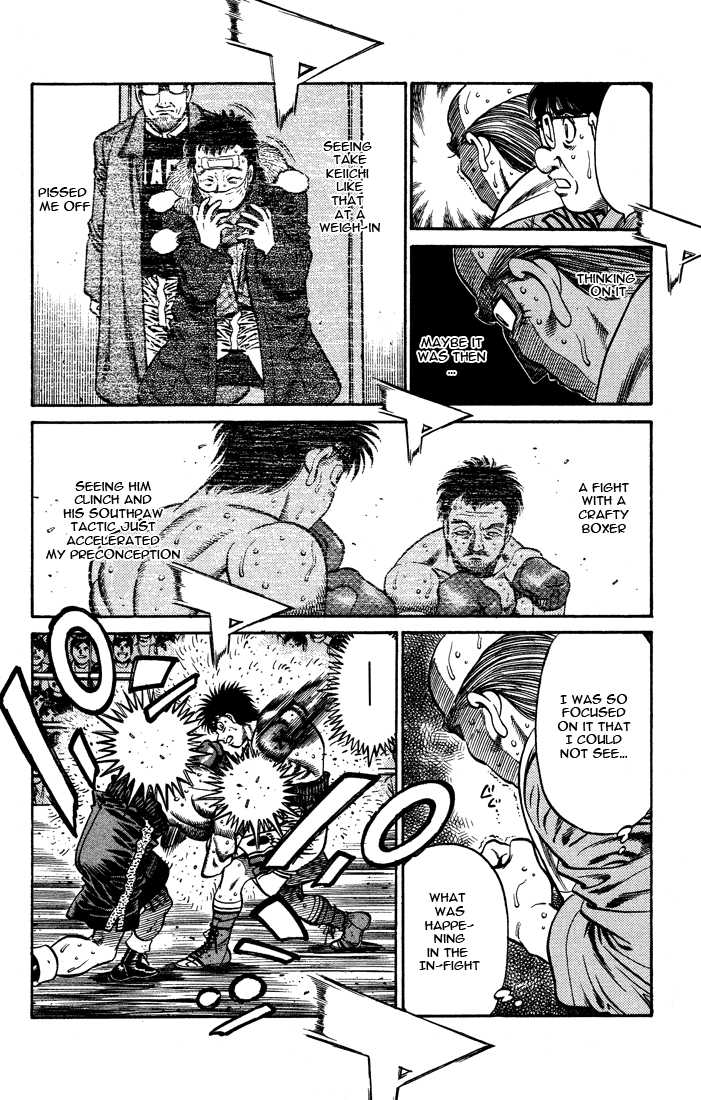 THINKING
ON IT
MAYBE IT
WAS THEN
...
SEEING
TAKE
KEIICHI
LIKE
THAT
AT A
WEIGH-IN
PISSED
ME OFF
A FIGHT
WITH A
CRAFTY
BOXER
SEEING HIM
CLINCH AND
HIS SOUTHPAW
TACTIC JUST
ACCELERATED
MY PRECONCEPTION
I WAS SO
FOCUSED
ON IT THAT
I COULD
NOT SEE...
WHAT
WAS
HAPPE-
NING
IN THE
IN-FIGHT